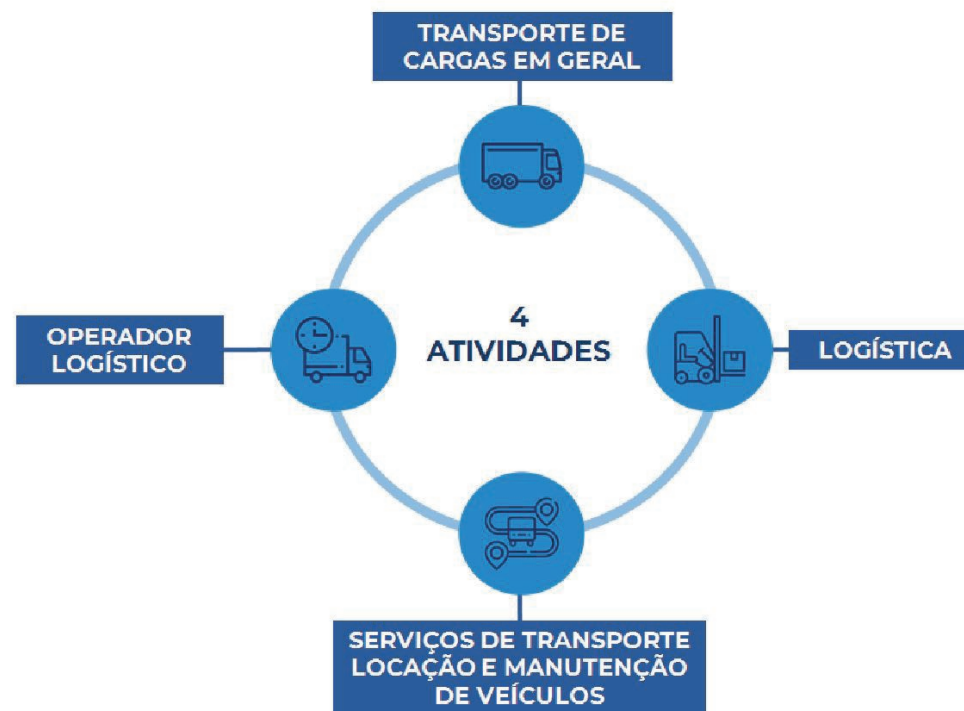 TRANSPORTE DE
CARGAS EM GERAL
4
ATIVIDADES
OPERADOR
LOGÍSTICO
LOGÍSTICA
SERVIÇOS DE TRANSPORTE
LOCAÇÃO E MANUTENÇÃO
DE VEÍCULOS